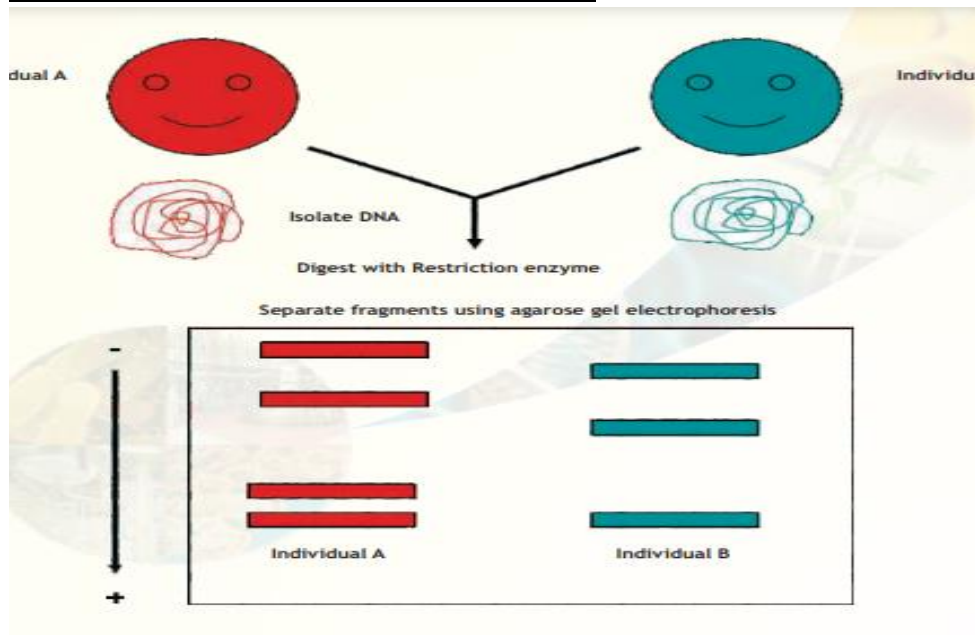 dual A
Individu
Isolate DNA
Digest with Restriction enzyme
Separate fragments using agarose gel electrophoresis
-
Individual A
Individual B
+